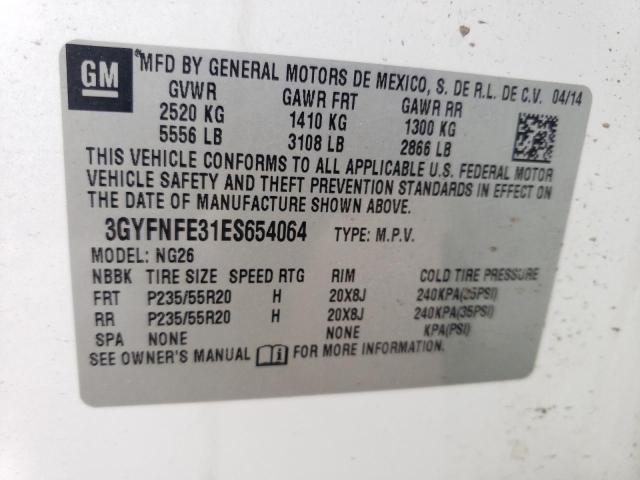 GM MFD BY GENERAL MOTORS DE MEXICO, S. DE R.L. DE C.V. 04/14
GVWR GAWR FRT GAWR RR
2520 KG 1410 KG 1300 KG
5556 LB 3108 LB 2866 LB
THIS VEHICLE CONFORMS TO ALL APPLICABLE U.S. FEDERAL MOTOR
VEHICLE SAFETY AND THEFT PREVENTION STANDARDS IN EFFECT ON
THE DATE OF MANUFACTURE SHOWN ABOVE.
3GYFNFE31ES654064 TYPE: M.P.V.
MODEL: NG26
NBBK TIRE SIZE SPEED RTG RIM COLD TIRE PRESSURE
FRT P235/55R20 H 20X8J 240KPA(35PSI)
RR P235/55R20 H 20X8J 240KPA(35PSI)
SPA NONE NONE KPA(PSI)
SEE OWNER'S MANUAL FOR MORE INFORMATION.